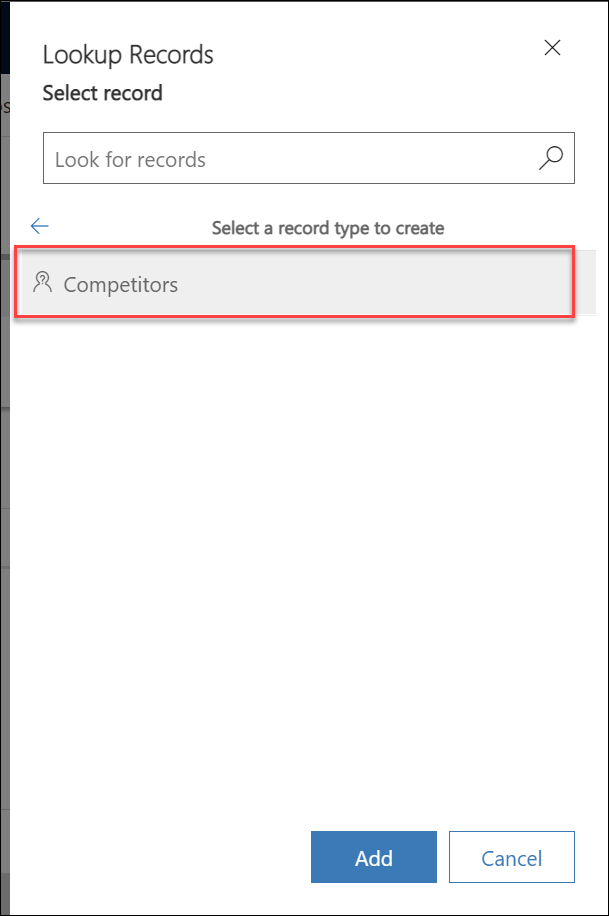 Lookup Records
Select record
Look for records
Select a record type to create
Competitors
Add
Cancel